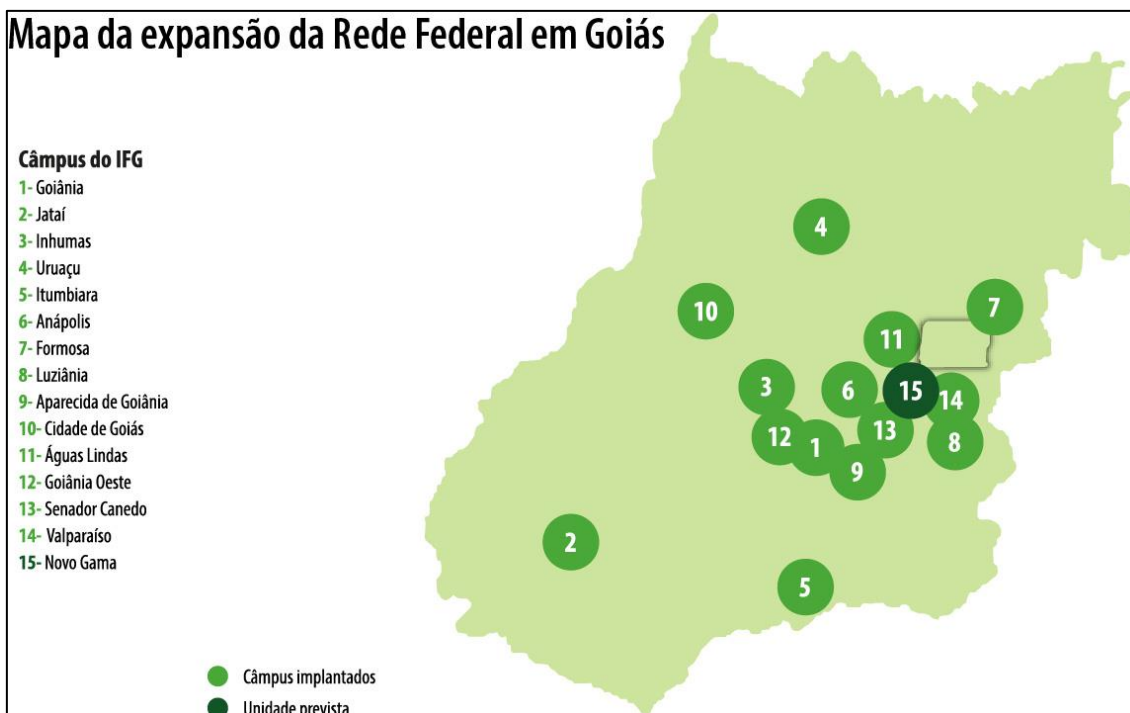 Mapa da expansão da Rede Federal em Goiás
Câmpus do IFG
1- Goiânia
2- Jataí
3- Inhumas
4- Uruaçu
5- Itumbiara
6- Anápolis
7- Formosa
8- Luziânia
9- Aparecida de Goiânia
10- Cidade de Goiás
11- Águas Lindas
12- Goiânia Oeste
13- Senador Canedo
14- Valparaíso
15- Novo Gama
4
7
10
11
3
6
15
14
12
1
13
8
9
2
5
Câmpus implantados
Unidade prevista